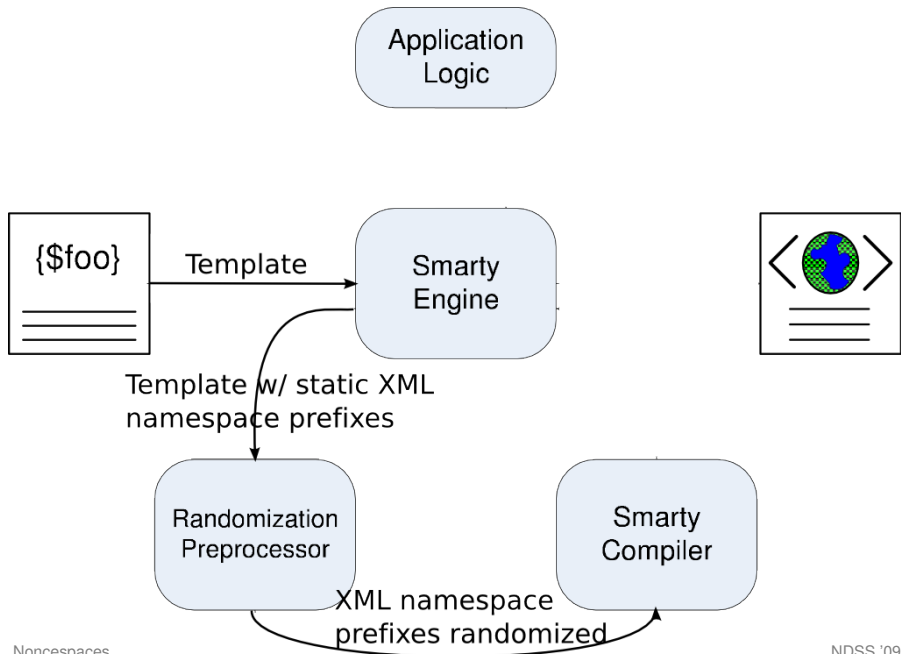 Application
Logic
{$foo}
Template
Smarty
Engine
Template w/ static XML
namespace prefixes
Randomization
Preprocessor
Smarty
Compiler
XML namespace
prefixes randomized
Noncespaces
NDSS '09